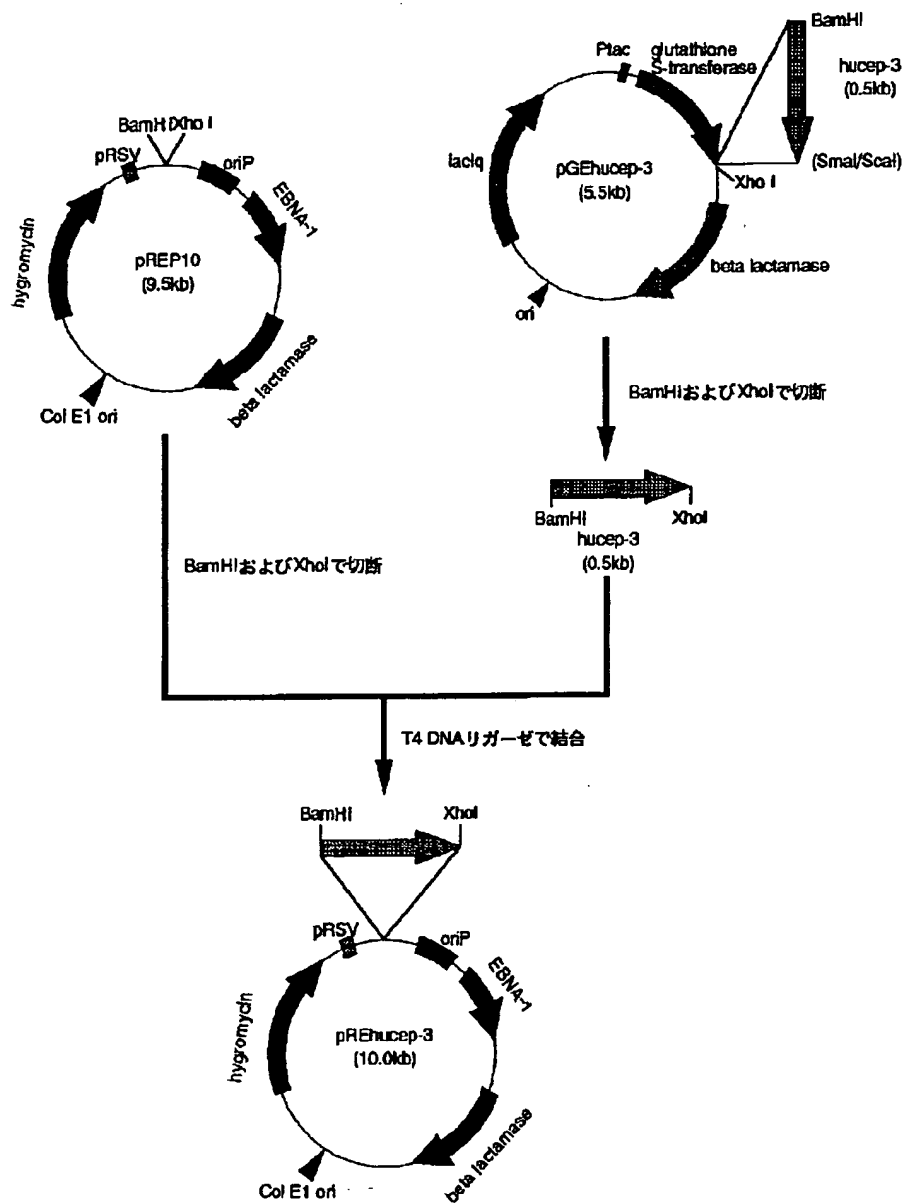 BamHI
Ptac
glutathione
S-transferase
hucep-3
(0.5kb)
(SmaI/ScaI)
lacIq
pGEhucep-3
(5.5kb)
Xho I
beta lactamase
ori
BamHI
Xho I
pRSV
oriP
EBNA-1
hygromycin
pREP10
(9.5kb)
beta lactamase
Col E1 ori
BamHIおよびXhoIで切断
BamHI
XhoI
hucep-3
(0.5kb)
BamHIおよびXhoIで切断
T4 DNAリガーゼで結合
BamHI
XhoI
pRSV
oriP
EBNA-1
hygromycin
pREhucep-3
(10.0kb)
beta lactamase
Col E1 ori